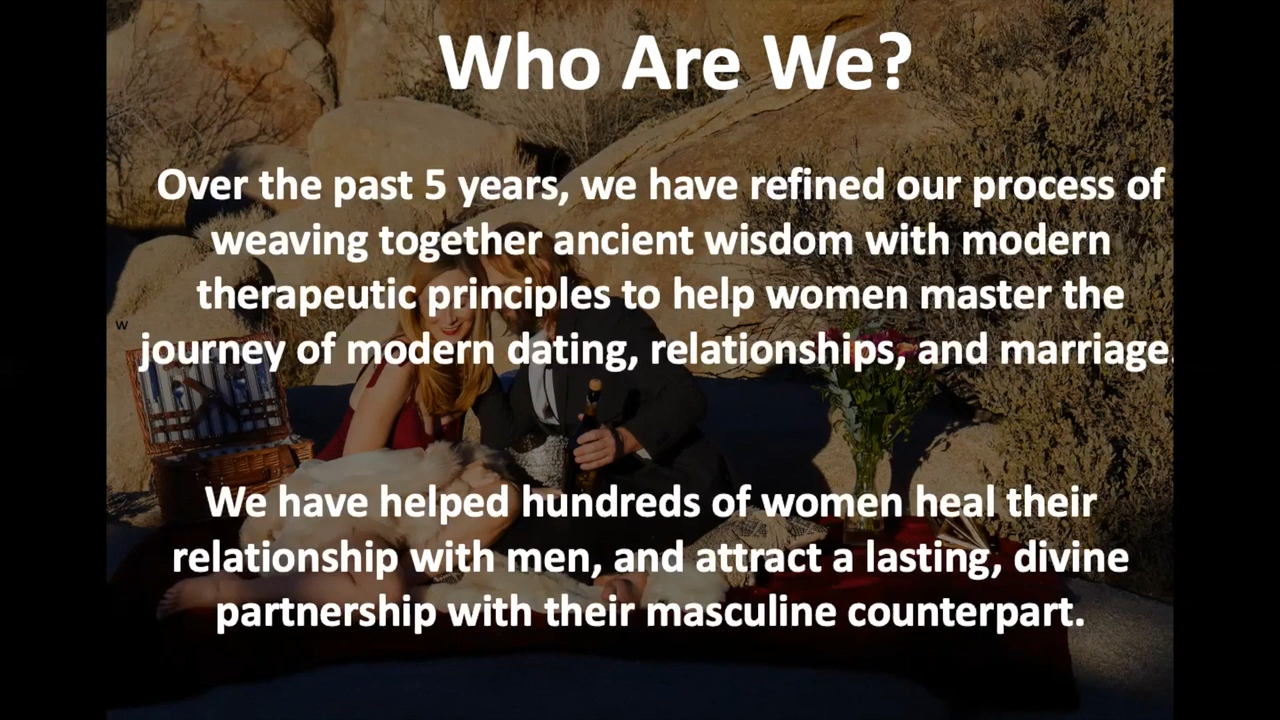 Who Are We?
Over the past 5 years, we have refined our process of
weaving together ancient wisdom with modern
therapeutic principles to help women master the
w
journey of modern dating, relationships, and marriage.
We have helped hundreds of women heal their
relationship with men, and attract a lasting, divine
partnership with their masculine counterpart.